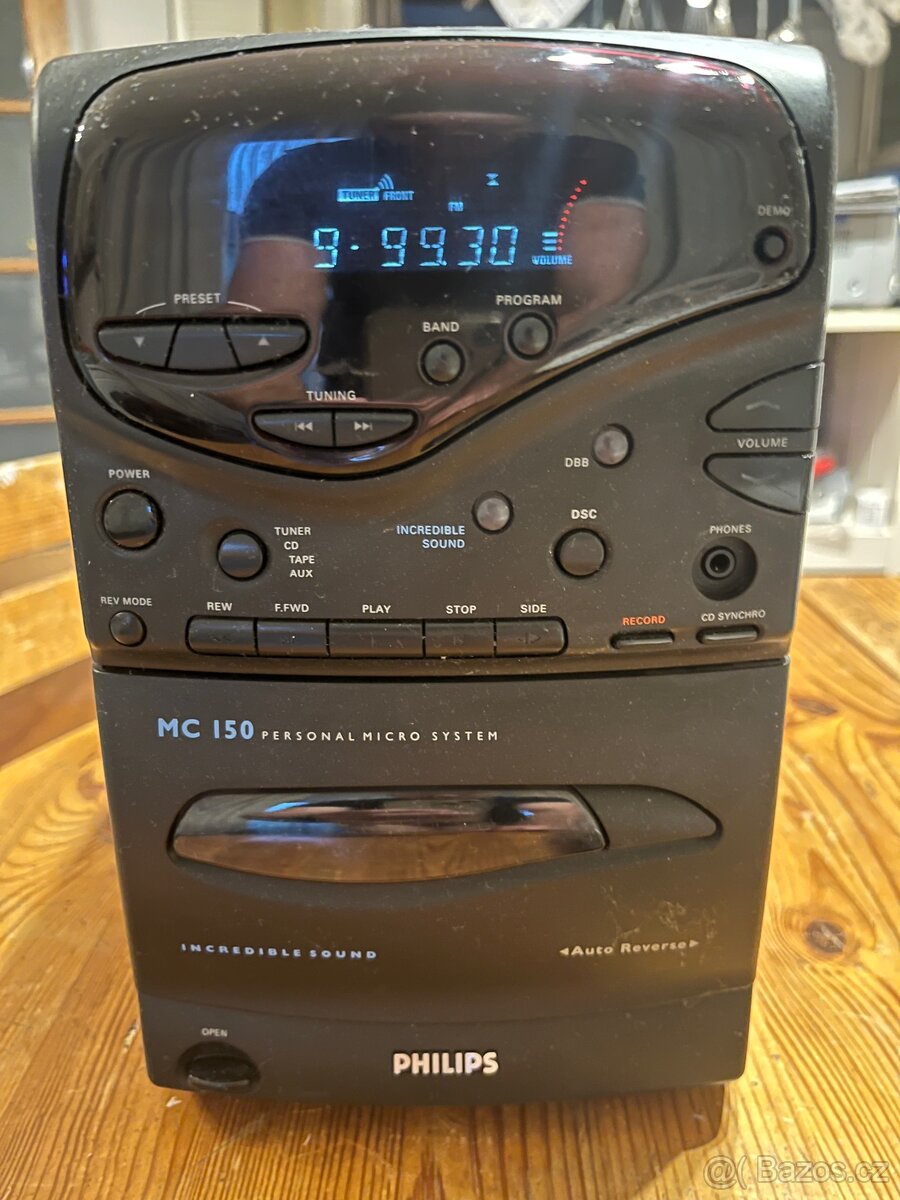 TUNER FRONT
FM
9- 99.30
VOLUME
DEMO
PRESET
PROGRAM
BAND
TUNING
VOLUME
DBB
POWER
TUNER
CD
TAPE
AUX
INCREDIBLE
SOUND
DSC
PHONES
REV MODE
REW F.FWD PLAY STOP SIDE
RECORD
CD SYNCHRO
MC 150 PERSONAL MICRO SYSTEM
INCREDIBLE SOUND
Auto Reverse
OPEN
PHILIPS
@ Bazos.cz